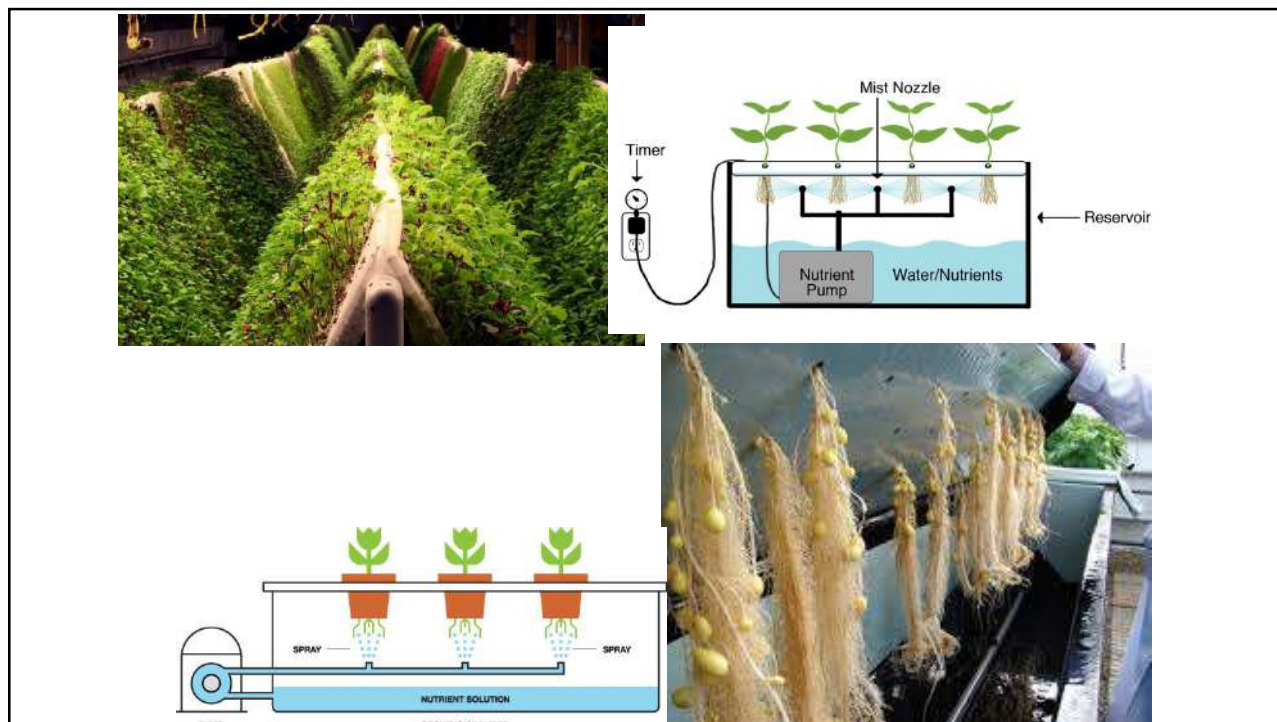 Mist Nozzle
Timer
Reservoir
Nutrient
Pump
Water/Nutrients
SPRAY
SPRAY
NUTRIENT SOLUTION